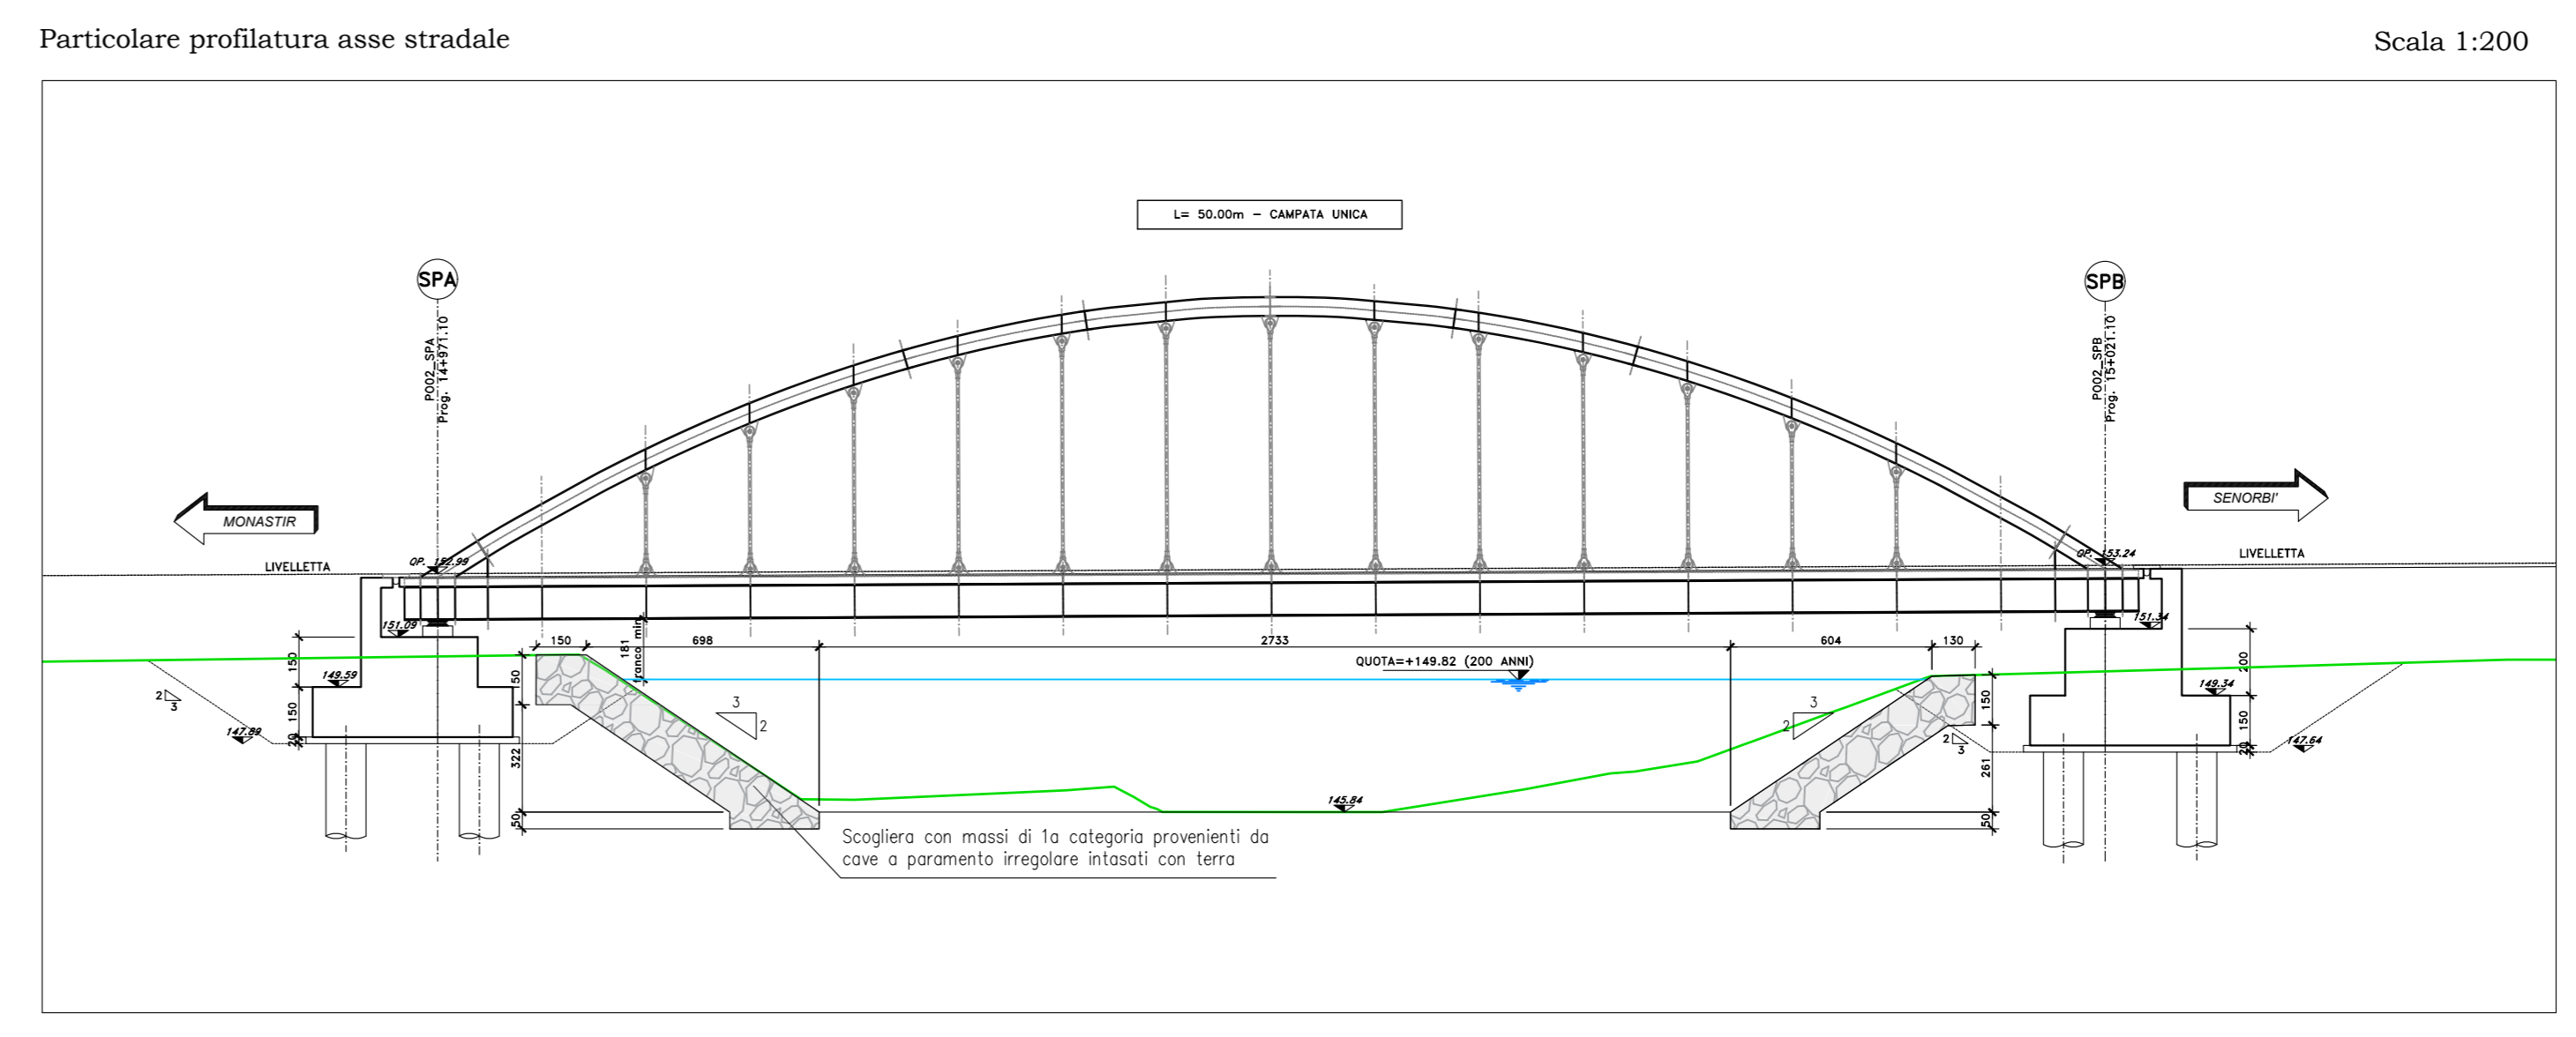 Particolare profilatura asse stradale
Scala 1:200
L= 50.00m - CAMPATA UNICA
SPA
P002_SPA
Prog. 14+971.10
SPB
P002_SPB
Prog. 15+021.10
MONASTIR
SENORBI'
LIVELLETTA
QP. 152.99
QP. 153.24
LIVELLETTA
151.09
151.34
150
698
2733
604
130
181
franco min.
QUOTA=+149.82 (200 ANNI)
150
150
20
149.59
147.89
2
3
50
322
50
3
2
145.84
3
2
2
3
150
261
50
200
150
20
149.34
147.64
Scogliera con massi di 1a categoria provenienti da
cave a paramento irregolare intasati con terra